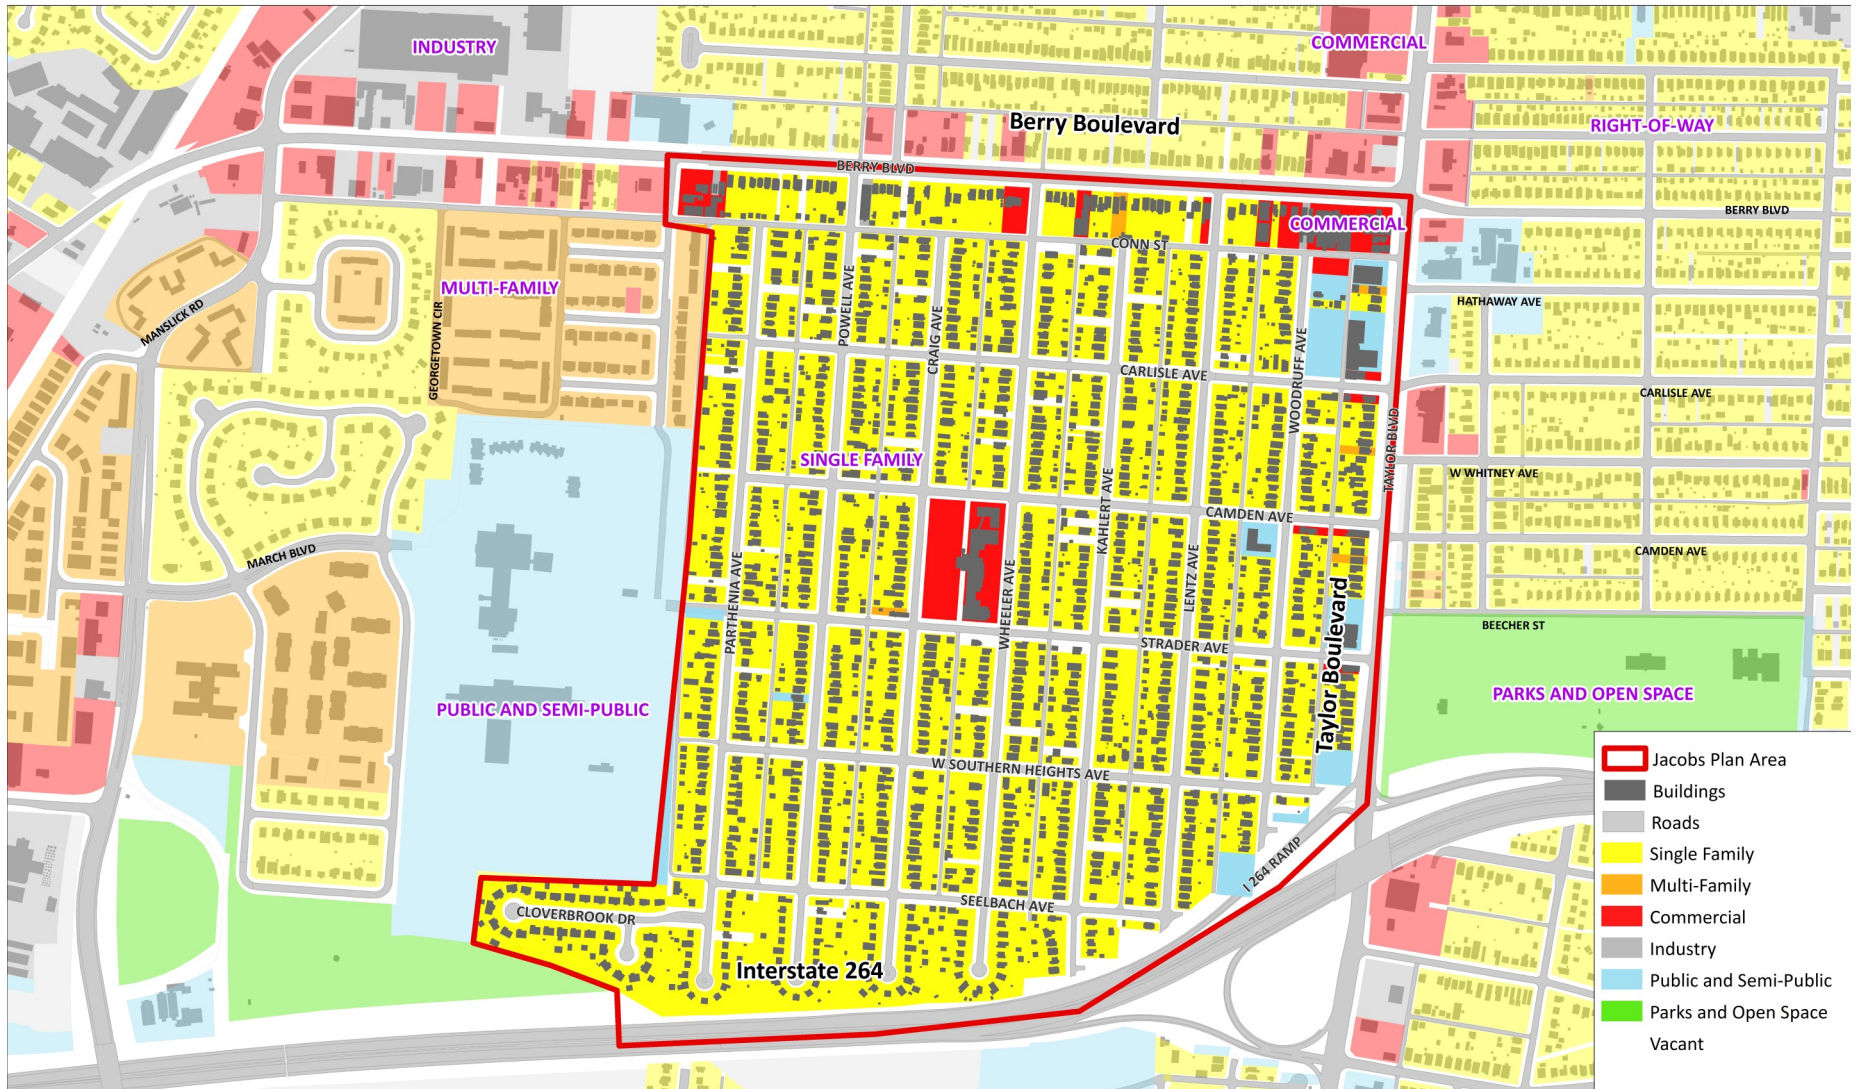 INDUSTRY
COMMERCIAL
Berry Boulevard
RIGHT-OF-WAY
BERRY BLVD
BERRY BLVD
COMMERCIAL
CONN ST
MULTI-FAMILY
HATHAWAY AVE
MANSLICK RD
GEORGETOWN CIR
POWELL AVE
CRAIG AVE
WOODRUFF AVE
CARLISLE AVE
CARLISLE AVE
TAYLOR BLVD
SINGLE FAMILY
W WHITNEY AVE
KAHLERT AVE
CAMDEN AVE
CAMDEN AVE
MARCH BLVD
PARTHENIA AVE
WHEELER AVE
LENTZ AVE
Taylor Boulevard
BEECHER ST
STRADER AVE
PUBLIC AND SEMI-PUBLIC
PARKS AND OPEN SPACE
W SOUTHERN HEIGHTS AVE
I 264 RAMP
SEELBACH AVE
CLOVERBROOK DR
Interstate 264
Jacobs Plan Area
Buildings
Roads
Single Family
Multi-Family
Commercial
Industry
Public and Semi-Public
Parks and Open Space
Vacant